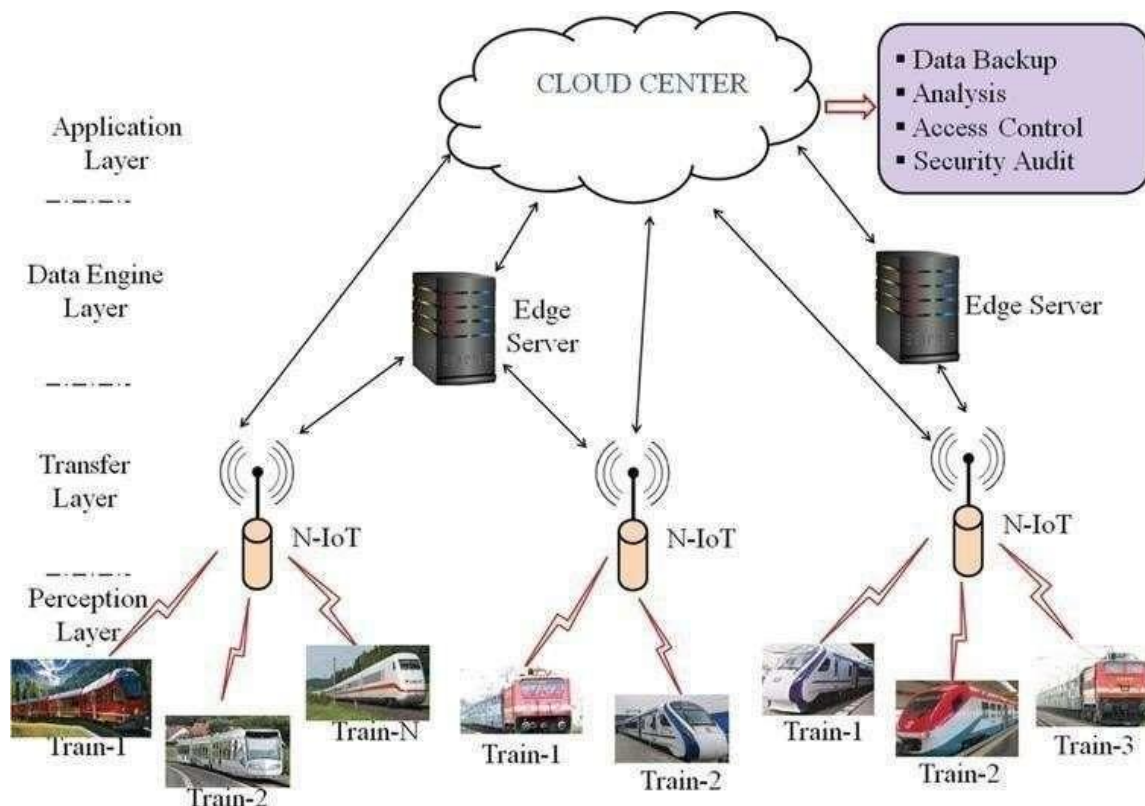 CLOUD CENTER
▪ Data Backup
▪ Analysis
▪ Access Control
▪ Security Audit
Application
Layer
Data Engine
Layer
Edge
Server
Edge Server
Transfer
Layer
N-IoT
N-IoT
N-IoT
Perception
Layer
Train-1
Train-2
Train-N
Train-1
Train-2
Train-1
Train-2
Train-3